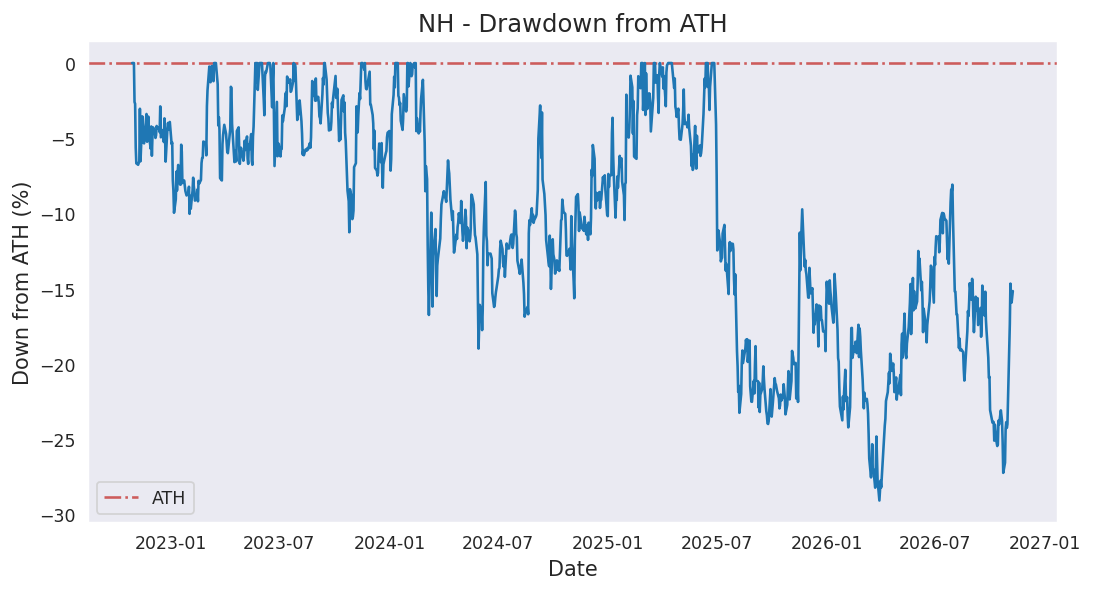 NH - Drawdown from ATH
Down from ATH (%)
0
−5
−10
−15
−20
−25
−30
ATH
2023-01 2023-07 2024-01 2024-07 2025-01 2025-07 2026-01 2026-07 2027-01
Date